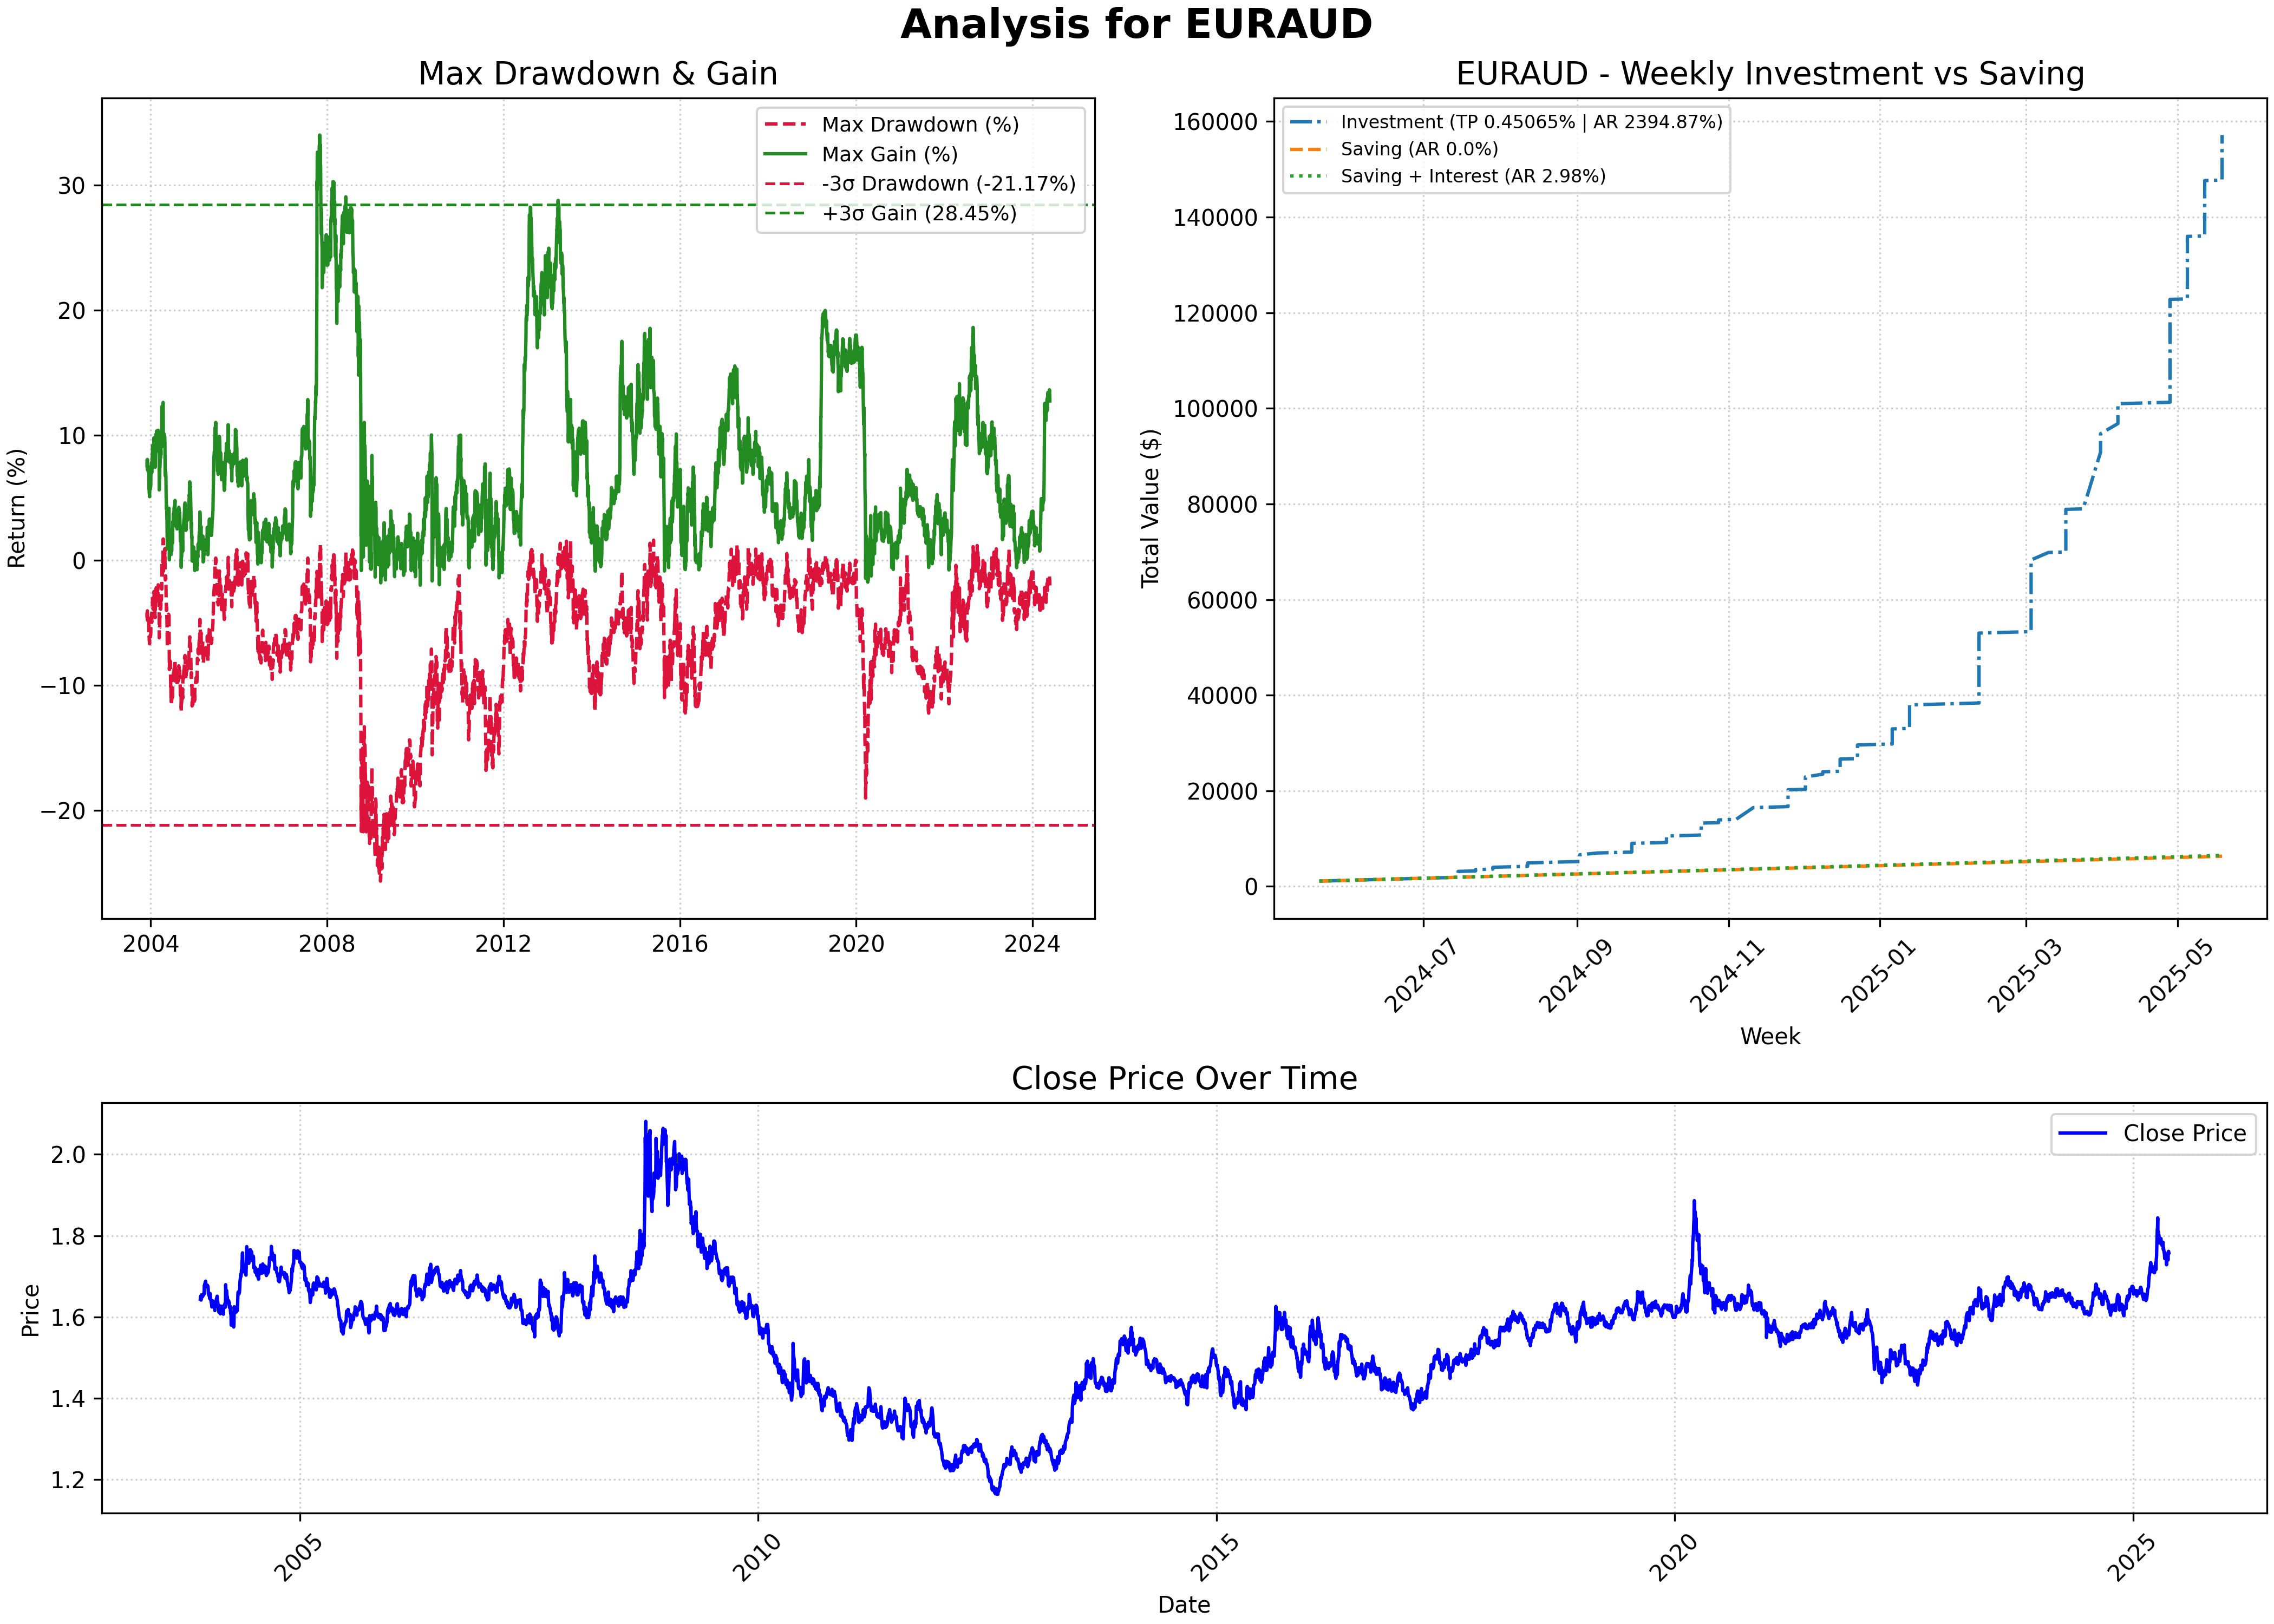 Analysis for EURAUD
Max Drawdown & Gain
Return (%)
30
20
10
0
−10
−20
2004
2008
2012
2016
2020
2024
Max Drawdown (%)
Max Gain (%)
-3σ Drawdown (-21.17%)
+3σ Gain (28.45%)
EURAUD - Weekly Investment vs Saving
Total Value ($)
160000
140000
120000
100000
80000
60000
40000
20000
0
Investment (TP 0.45065% | AR 2394.87%)
Saving (AR 0.0%)
Saving + Interest (AR 2.98%)
2024-07
2024-09
2024-11
2025-01
2025-03
2025-05
Week
Close Price Over Time
Price
2.0
1.8
1.6
1.4
1.2
Close Price
2005
2010
2015
2020
2025
Date